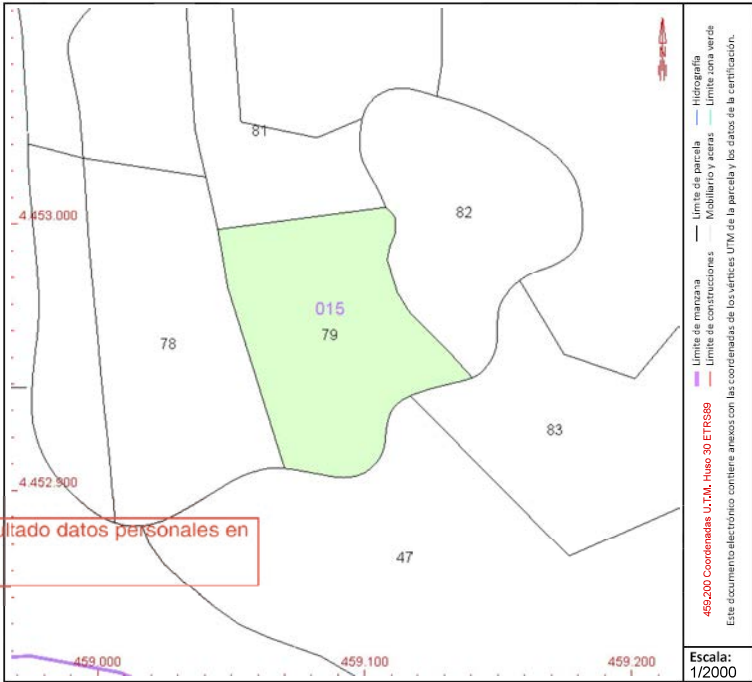 81
82
4.453.000
015
79
78
83
4.452.900
ultado datos personales en
47
459.000
459.100
459.200
Límite de manzana
Límite de parcela
Hidrografía
Límite de construcciones
Mobiliario y aceras
Límite zona verde
459.200 Coordenadas U.T.M. Huso 30 ETRS89
Este documento electrónico contiene anexos con las coordenadas de los vértices UTM de la parcela y los datos de la certificación.
Escala:
1/2000